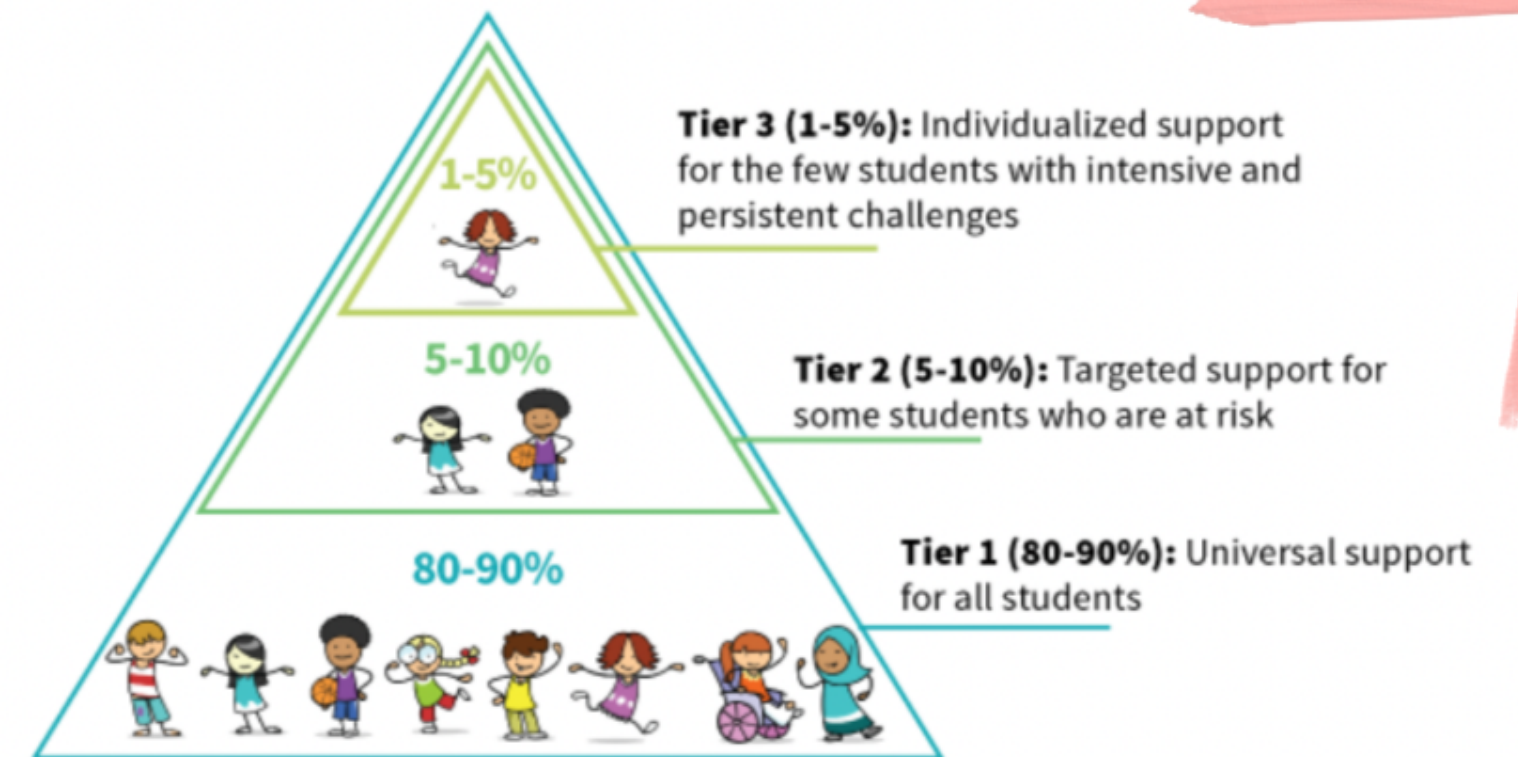 1-5%
Tier 3 (1-5%): Individualized support
for the few students with intensive and
persistent challenges
5-10%
Tier 2 (5-10%): Targeted support for
some students who are at risk
80-90%
Tier 1 (80-90%): Universal support
for all students